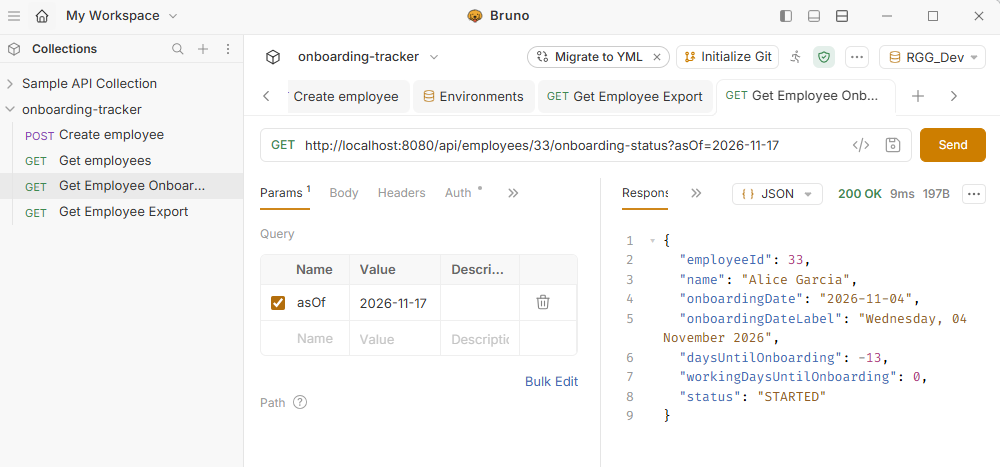 My Workspace
Bruno
Collections
Sample API Collection
onboarding-tracker
POST Create employee
GET Get employees
GET Get Employee Onboar...
GET Get Employee Export
onboarding-tracker
Migrate to YML
Initialize Git
RGG_Dev
Create employee
Environments
GET Get Employee Export
GET Get Employee Onb...
GET http://localhost:8080/api/employees/33/onboarding-status?asOf=2026-11-17
Send
Params 1
Body
Headers
Auth
Query
Name Value Descri...
asOf 2026-11-17
Name Value Descriptic
Bulk Edit
Path
Respons
{ } JSON
200 OK 9ms 197B
1 {
2 "employeeId": 33,
3 "name": "Alice Garcia",
4 "onboardingDate": "2026-11-04",
5 "onboardingDateLabel": "Wednesday, 04
November 2026",
6 "daysUntilOnboarding": -13,
7 "workingDaysUntilOnboarding": 0,
8 "status": "STARTED"
9 }